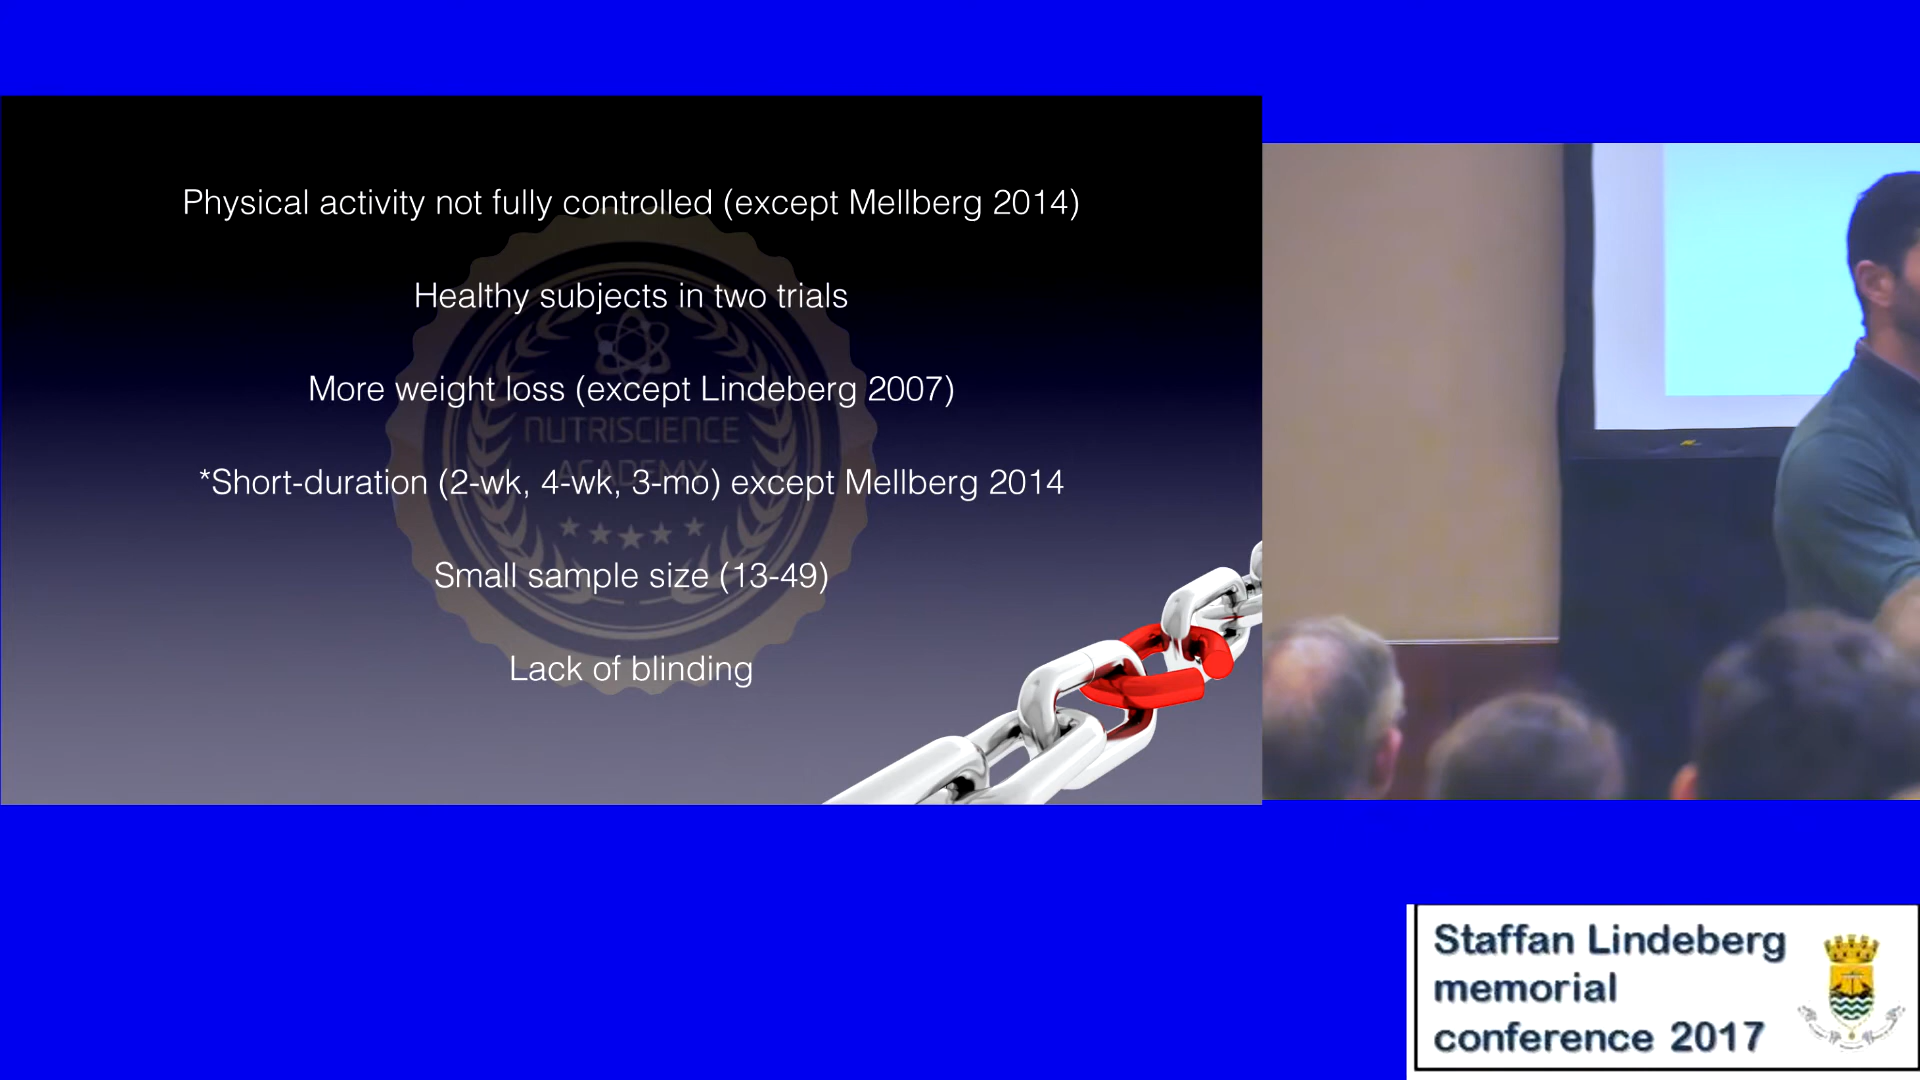 Physical activity not fully controlled (except Mellberg 2014)
Healthy subjects in two trials
More weight loss (except Lindeberg 2007)
NUTRISCIENCE
ACADEMY
*Short-duration (2-wk, 4-wk, 3-mo) except Mellberg 2014
Small sample size (13-49)
Lack of blinding
Staffan Lindeberg
memorial
conference 2017